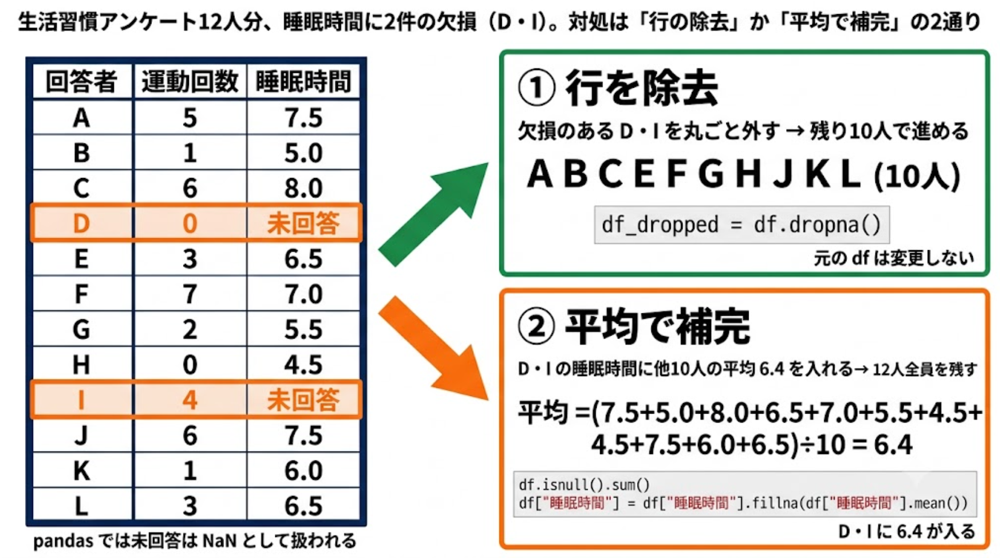 生活習慣アンケート12人分、睡眠時間に2件の欠損（D・I）。対処は「行の除去」か「平均で補完」の2通り
回答者 運動回数 睡眠時間
A 5 7.5
B 1 5.0
C 6 8.0
D 0 未回答
E 3 6.5
F 7 7.0
G 2 5.5
H 0 4.5
I 4 未回答
J 6 7.5
K 1 6.0
L 3 6.5
pandas では未回答は NaN として扱われる
① 行を除去
欠損のある D・I を丸ごと外す → 残り10人で進める
A B C E F G H J K L (10人)
df_dropped = df.dropna()
元の df は変更しない
② 平均で補完
D・I の睡眠時間に他10人の平均 6.4 を入れる→ 12人全員を残す
平均 =(7.5+5.0+8.0+6.5+7.0+5.5+4.5+
4.5+7.5+6.0+6.5)÷10 = 6.4
df.isnull().sum()
df["睡眠時間"] = df["睡眠時間"].fillna(df["睡眠時間"].mean())
D・I に 6.4 が入る